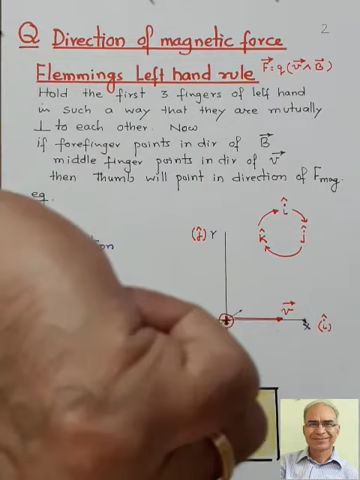 2
Q Direction of magnetic force
Flemmings Left hand rule F = q(v ∧ B)
Hold the first 3 fingers of left hand
in such a way that they are mutually
⊥ to each other Now
if forefinger points in dir of B
middle finger points in dir of v
then Thumb will point in direction of Fmag.
eg.
î
k̂ ĵ
(ĵ) Y
v
x (î)